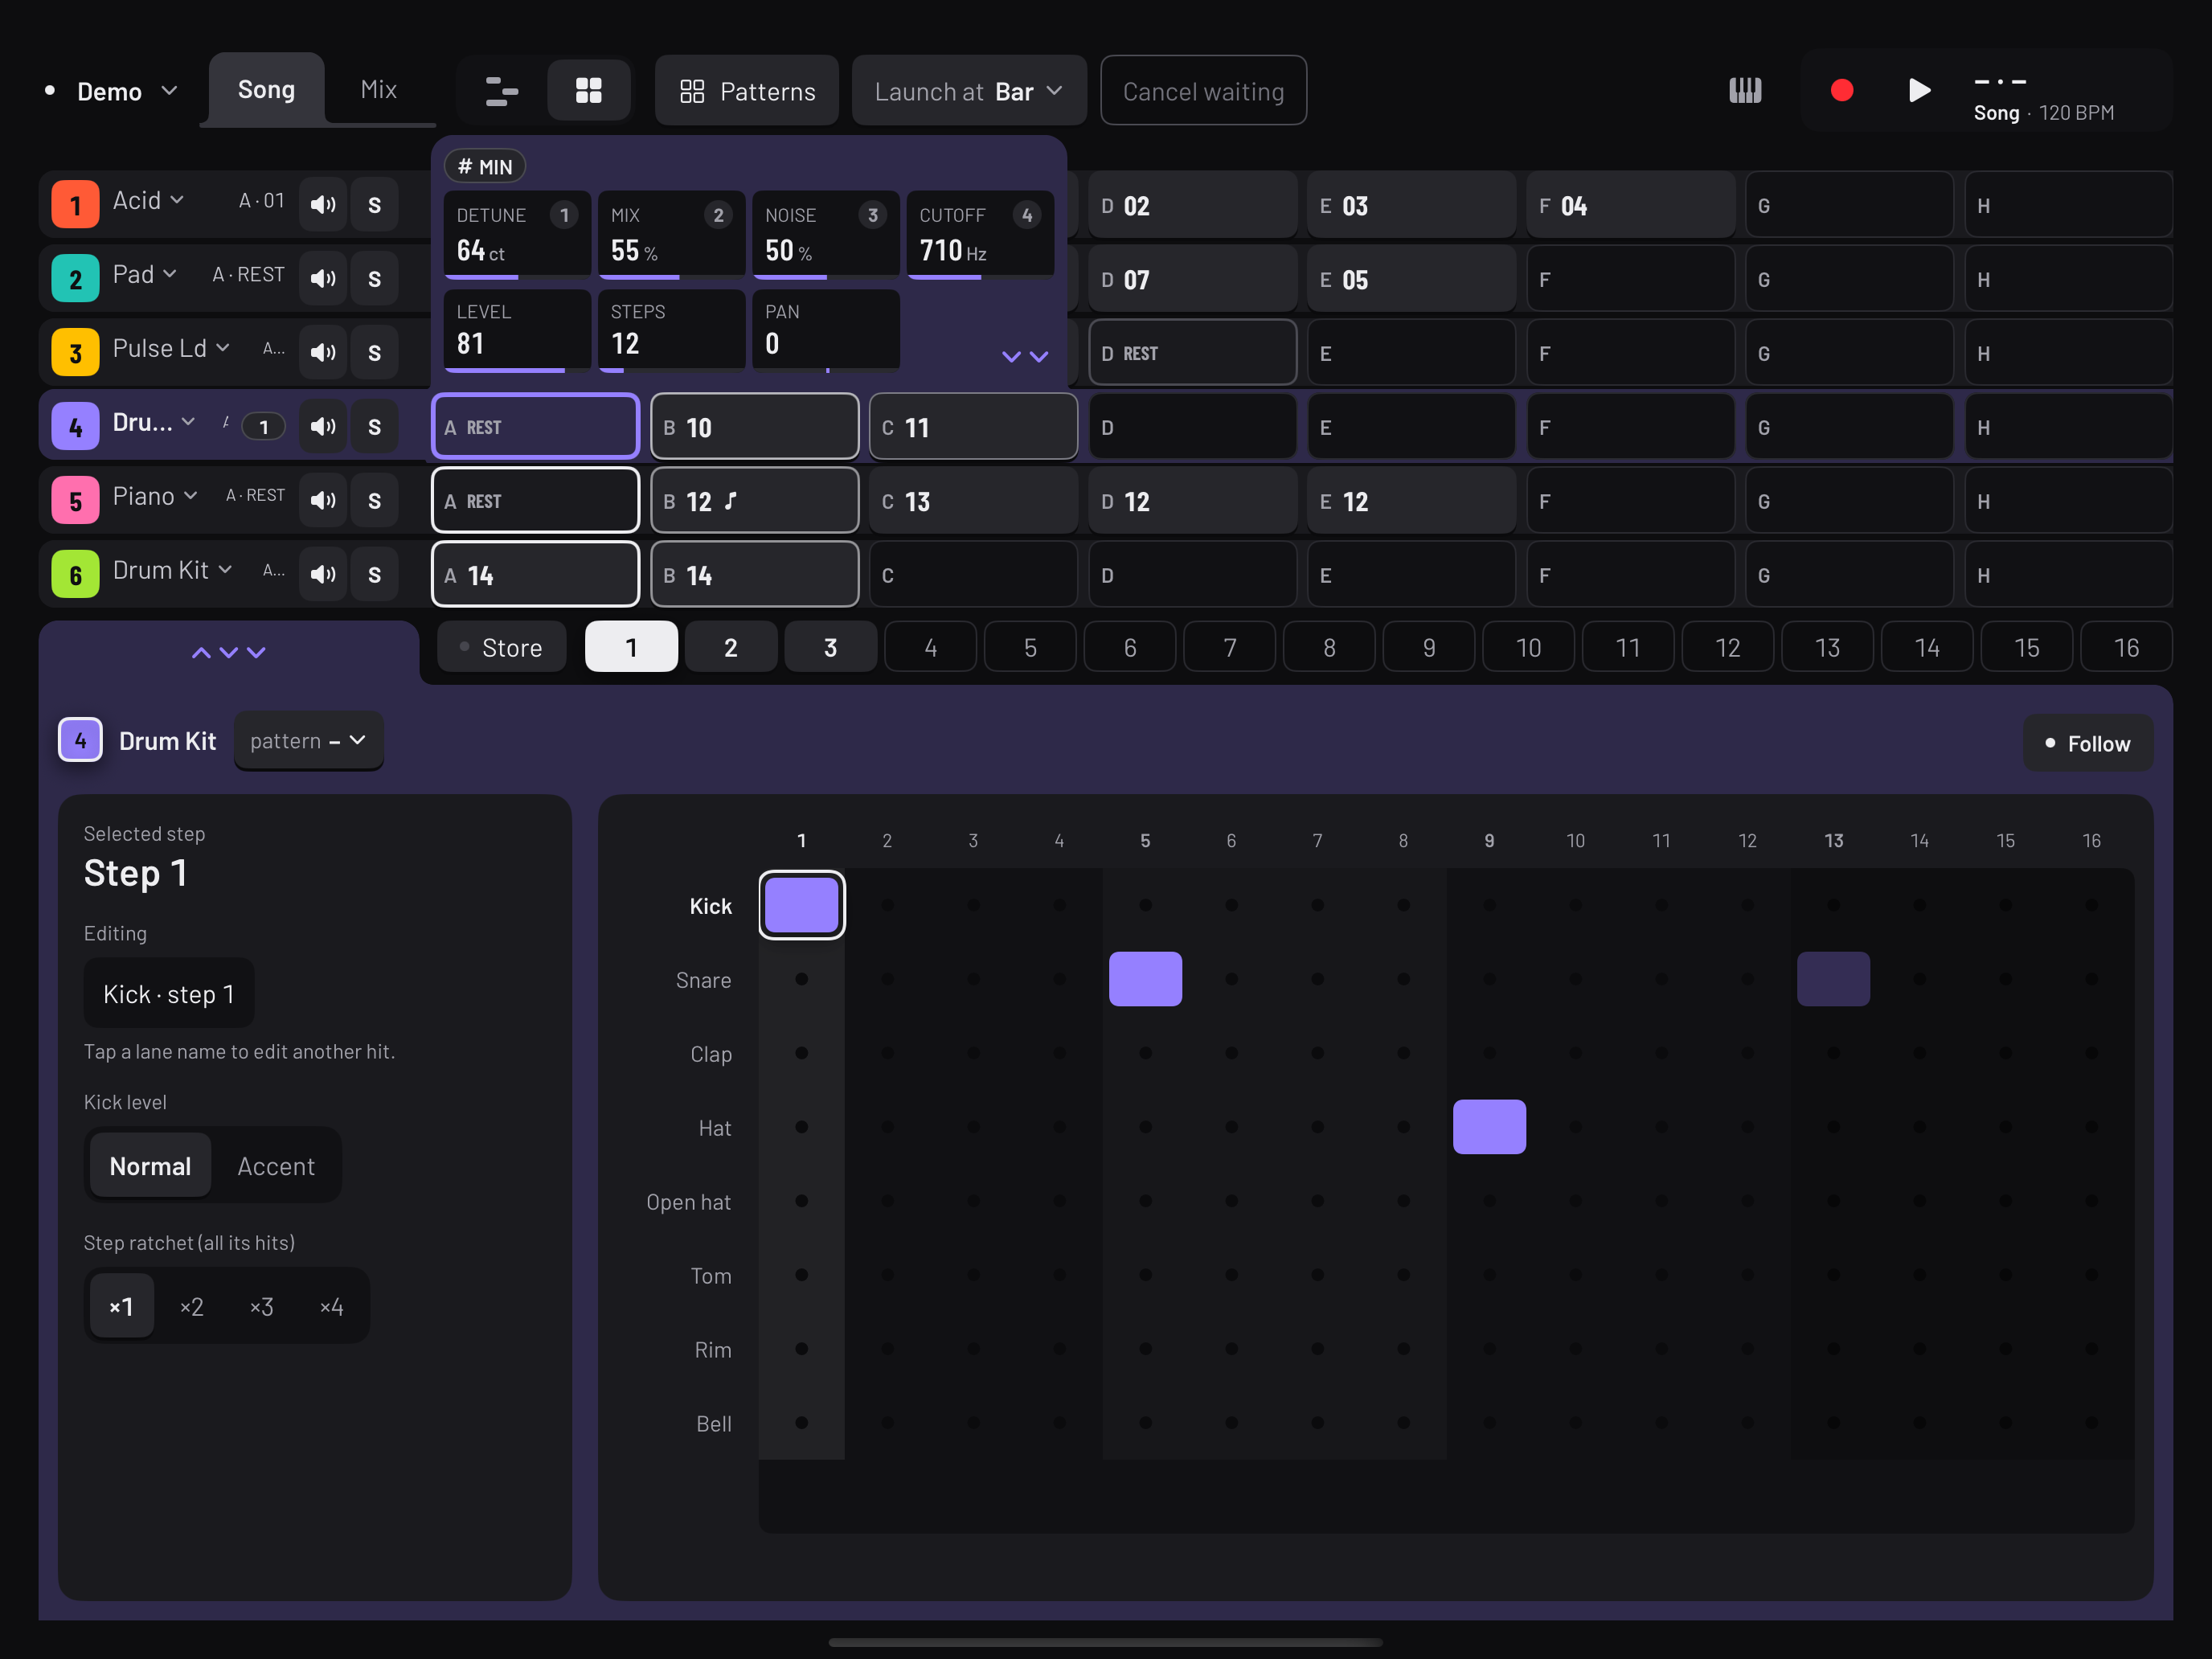 Demo Song Mix Patterns Launch at Bar Cancel waiting
Song · 120 BPM
# MIN
1 Acid A · 01 S D 02 E 03 F 04 G H
DETUNE 1 MIX 2 NOISE 3 CUTOFF 4
64 ct 55 % 50 % 710 Hz
2 Pad A · REST S D 07 E 05 F G H
LEVEL STEPS PAN
81 12 0
3 Pulse Ld A... S D REST E F G H
4 Dru... 1 S A REST B 10 C 11 D E F G H
5 Piano A · REST S A REST B 12 C 13 D 12 E 12 F G H
6 Drum Kit A... S A 14 B 14 C D E F G H
Store 1 2 3 4 5 6 7 8 9 10 11 12 13 14 15 16
4 Drum Kit pattern – Follow
Selected step
Step 1
Editing
Kick · step 1
Tap a lane name to edit another hit.
Kick level
Normal Accent
Step ratchet (all its hits)
×1 ×2 ×3 ×4
1 2 3 4 5 6 7 8 9 10 11 12 13 14 15 16
Kick
Snare
Clap
Hat
Open hat
Tom
Rim
Bell